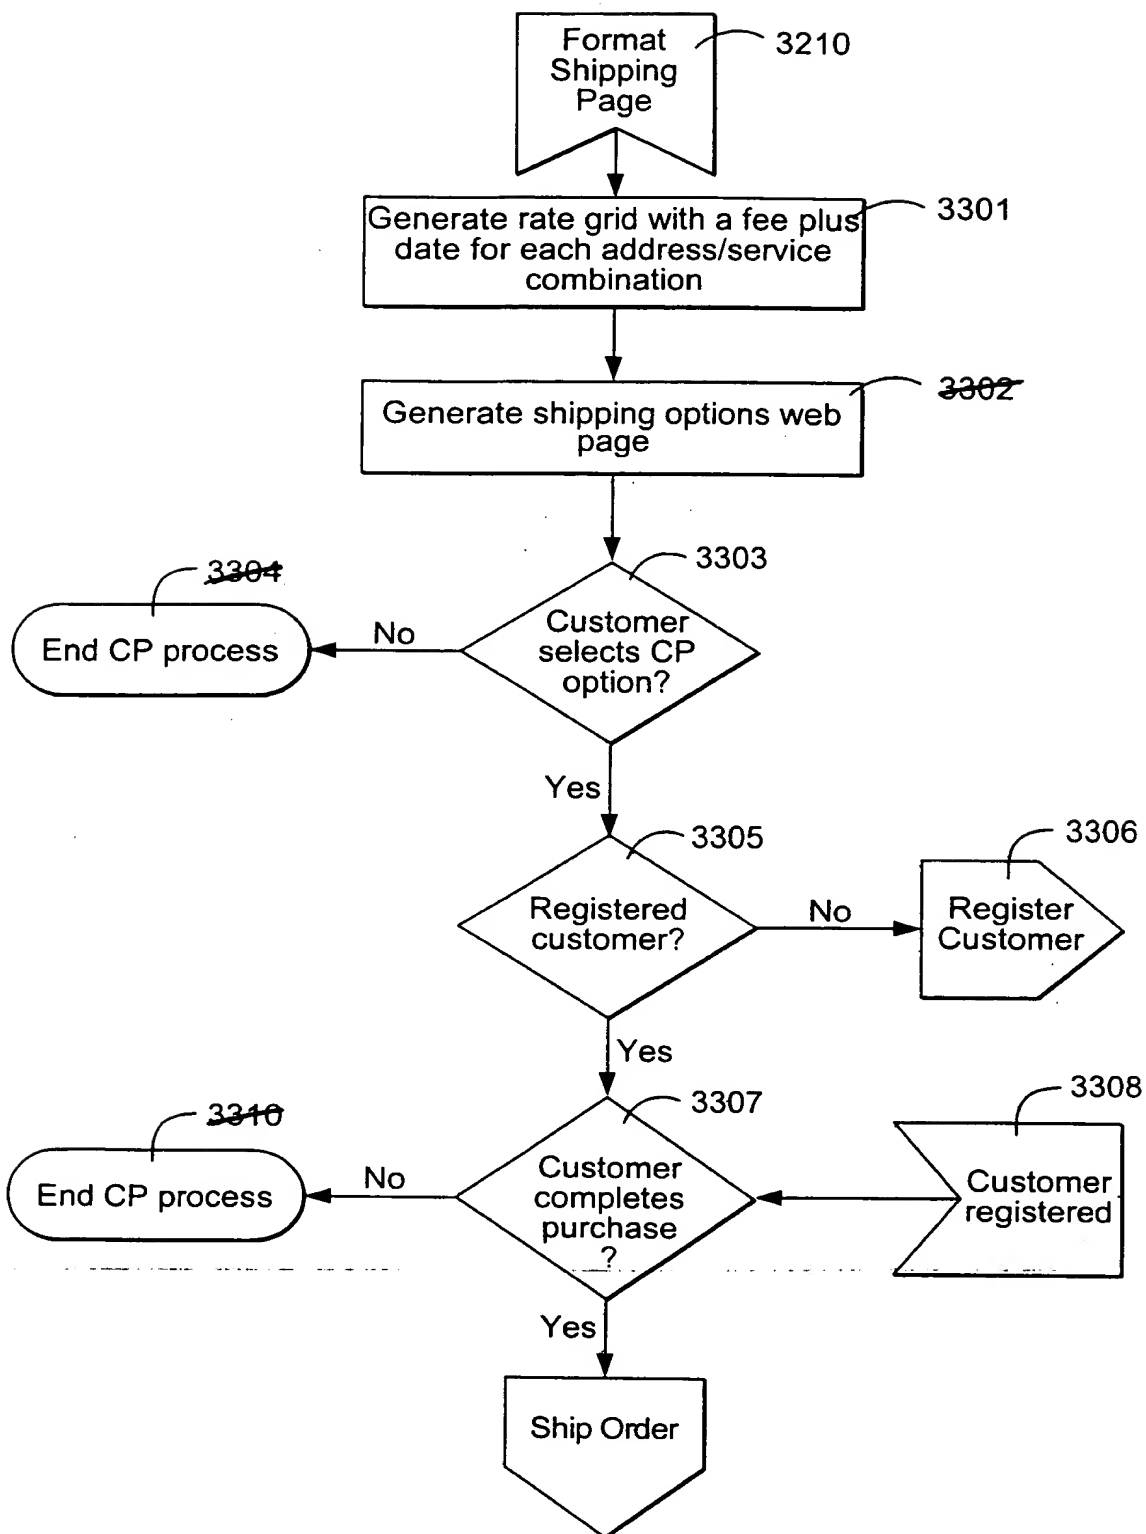 Format
Shipping
Page
3210
Generate rate grid with a fee plus
date for each address/service
combination
3301
Generate shipping options web
page
3302
Customer
selects CP
option?
3303
No
End CP process
3304
Yes
Registered
customer?
3305
No
Register
Customer
3306
Yes
Customer
completes
purchase
?
3307
Customer
registered
3308
No
End CP process
3310
Yes
Ship Order